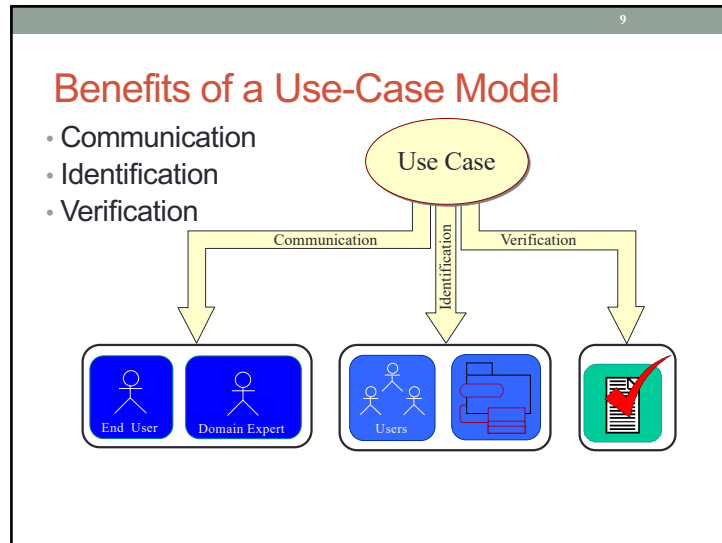 9
Benefits of a Use-Case Model
• Communication
• Identification
• Verification
Use Case
Communication
Identification
Verification
End User
Domain Expert
Users